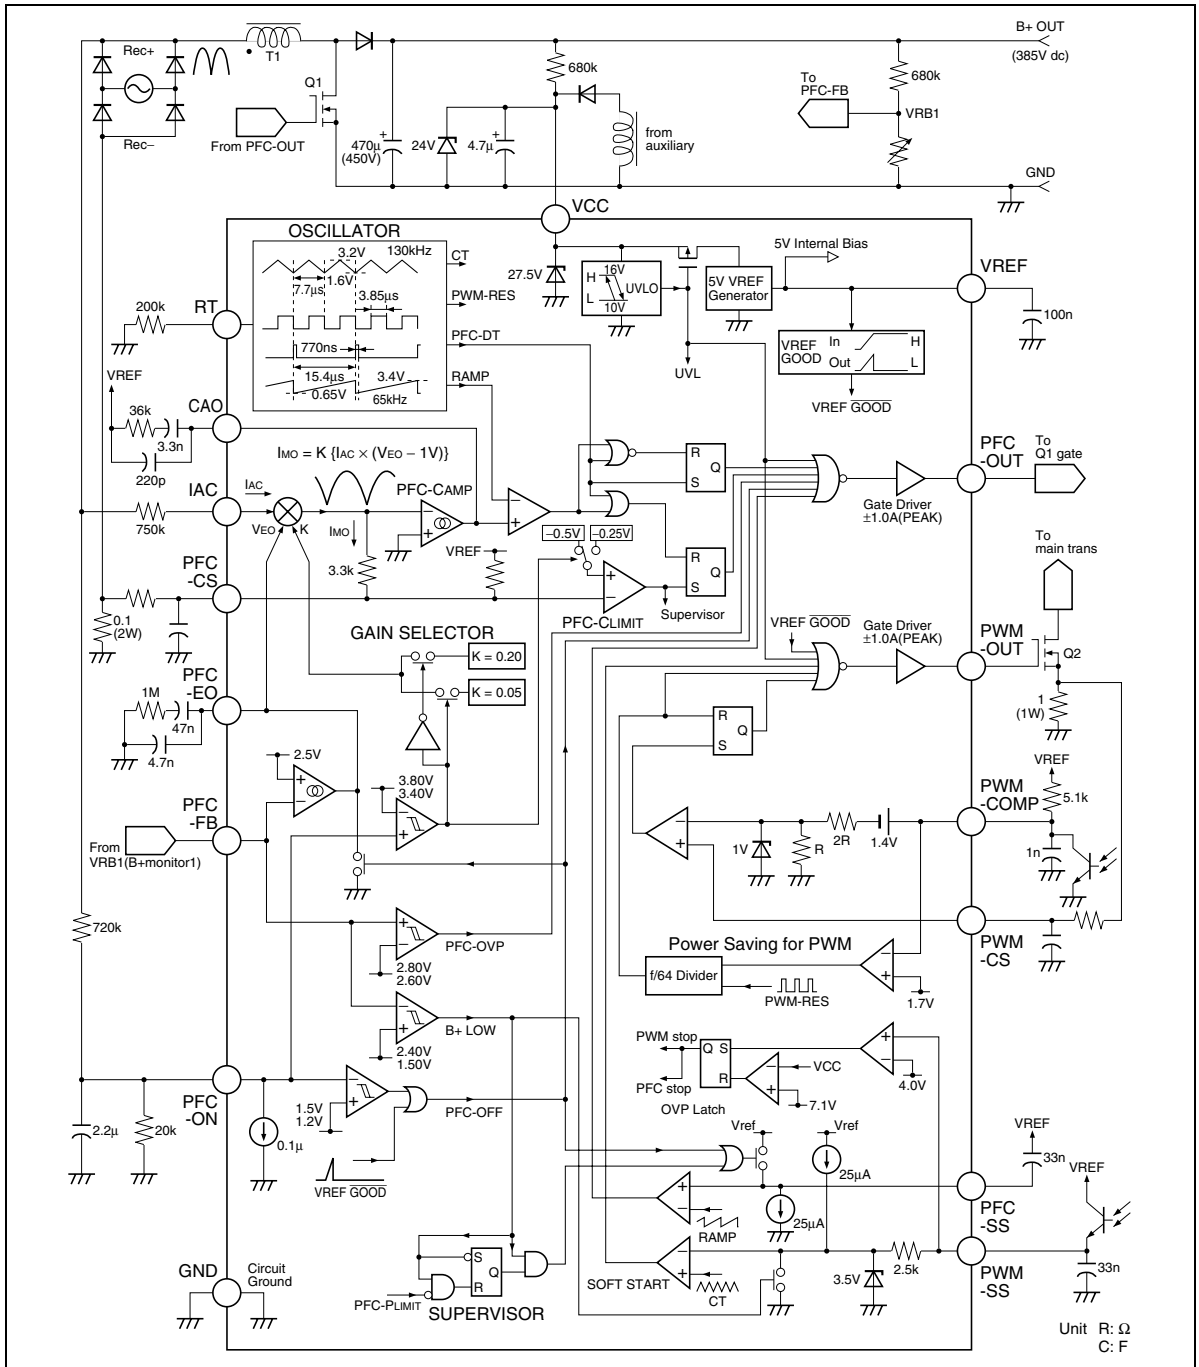 Rec+
T1
B+ OUT
(385V dc)
Q1
680k
To
PFC-FB
680k
VRB1
Rec−
From PFC-OUT
470µ
(450V)
24V
4.7µ
from
auxiliary
GND
VCC
OSCILLATOR
3.2V
130kHz
CT
1.6V
7.7µs
3.85µs
PWM-RES
770ns
PFC-DT
15.4µs
3.4V
RAMP
0.65V
65kHz
27.5V
H
L
16V
10V
UVLO
5V VREF
Generator
5V Internal Bias
VREF
100n
VREF
GOOD
In
H
Out
L
UVL
VREF GOOD
200k
RT
VREF
CAO
36k
3.3n
220p
IMO = K {IAC × (VEO − 1V)}
IAC
IAC
750k
VEO
K
PFC-CAMP
IMO
3.3k
VREF
−0.5V
−0.25V
R
Q
S
R
Q
S
PFC
-OUT
To
Q1 gate
Gate Driver
±1.0A(PEAK)
To
main trans
PFC
-CS
0.1
(2W)
PFC-CLIMIT
Supervisor
GAIN SELECTOR
K = 0.20
K = 0.05
VREF GOOD
Gate Driver
±1.0A(PEAK)
PWM
-OUT
Q2
1
(1W)
PFC
-EO
1M
47n
4.7n
R
Q
S
2.5V
3.80V
3.40V
VREF
PWM
-COMP
5.1k
PFC
-FB
From
VRB1(B+monitor1)
1V
R
2R
1.4V
1n
720k
PFC-OVP
2.80V
2.60V
Power Saving for PWM
f/64 Divider
PWM-RES
1.7V
PWM
-CS
B+ LOW
2.40V
1.50V
PWM stop
Q S
R
PFC stop
VCC
4.0V
OVP Latch
7.1V
PFC
-ON
1.5V
1.2V
PFC-OFF
2.2µ
20k
0.1µ
VREF GOOD
Vref
Vref
25µA
25µA
VREF
33n
VREF
PFC
-SS
RAMP
GND
Circuit
Ground
S
Q
R
PFC-PLIMIT
SUPERVISOR
SOFT START
CT
3.5V
2.5k
PWM
-SS
33n
Unit R: Ω
C: F